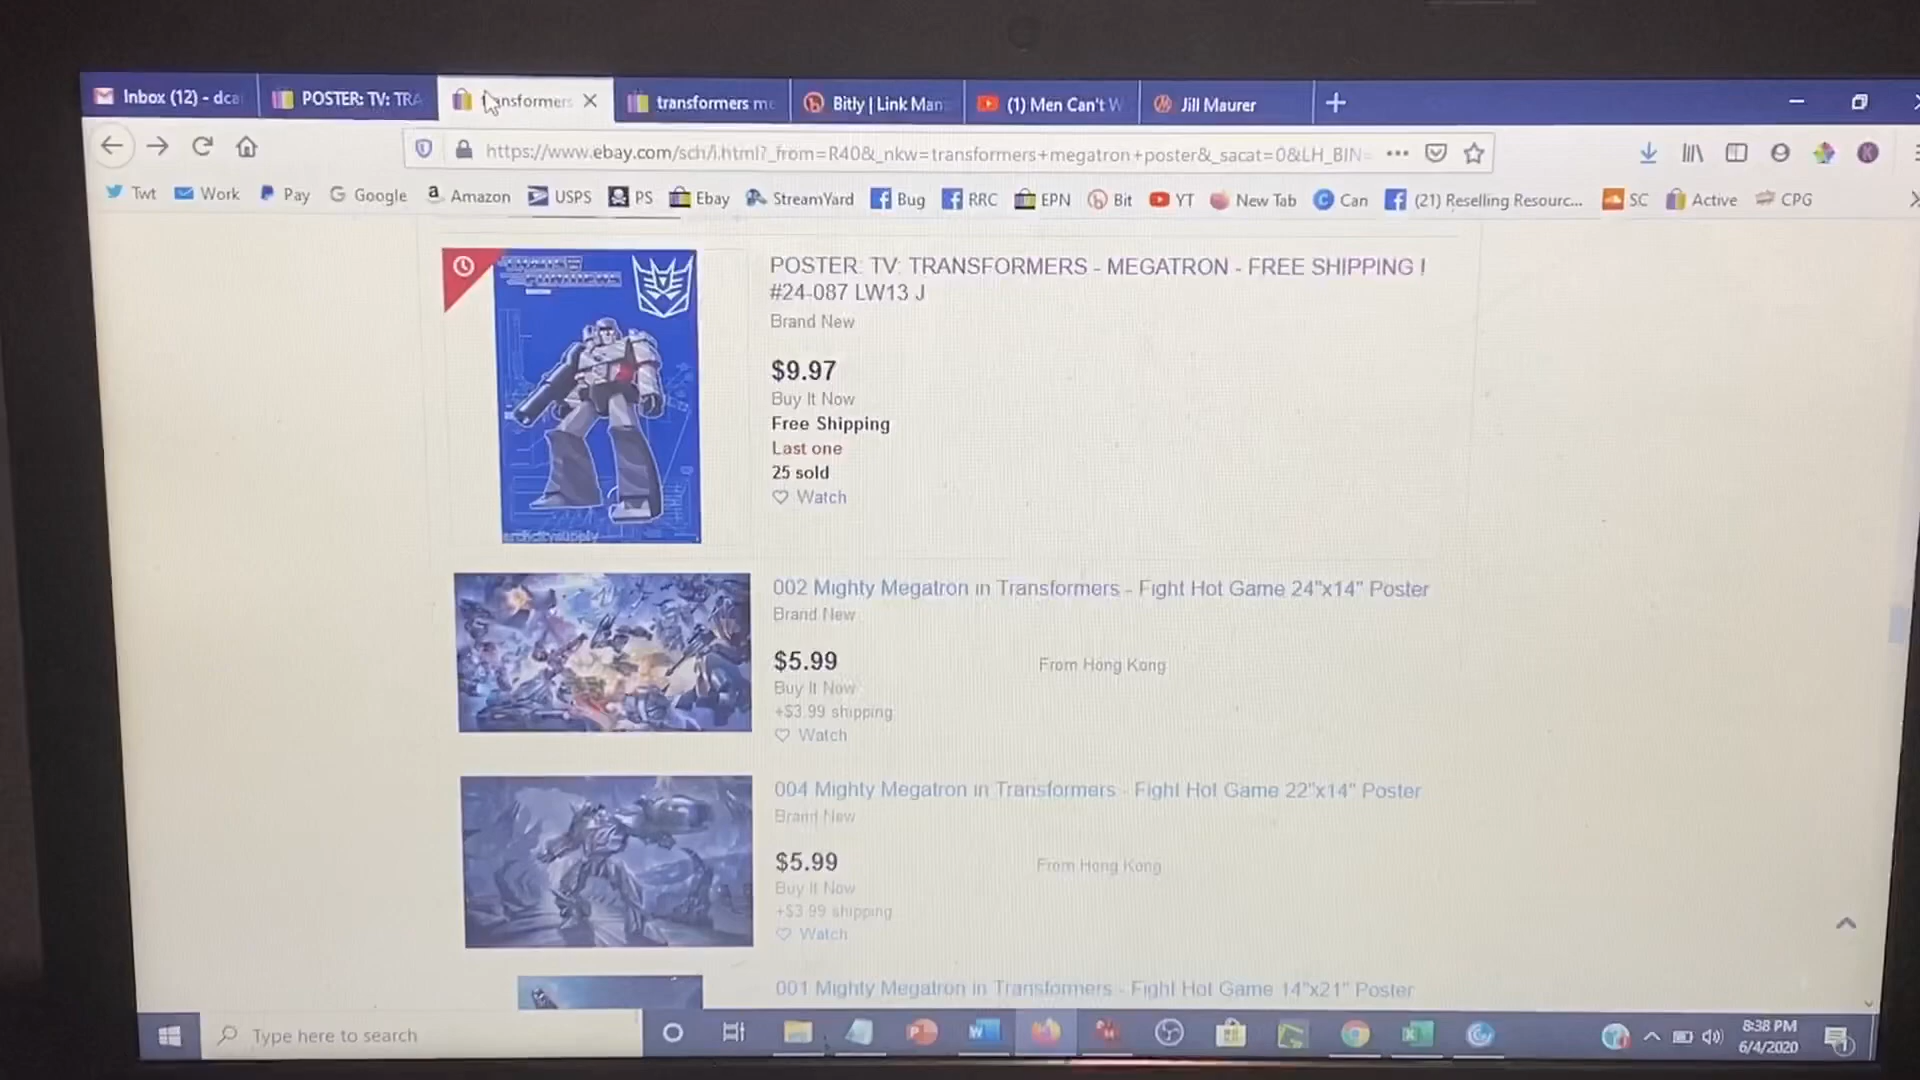 Inbox (12) - dca
POSTER: TV: TRA
transformers
transformers me
Bitly | Link Man
(1) Men Can't W
Jill Maurer
https://www.ebay.com/sch/i.html?_from=R40&_nkw=transformers+megatron+poster&_sacat=0&LH_BIN=
Twt
Work
Pay
Google
Amazon
USPS
PS
Ebay
StreamYard
Bug
RRC
EPN
Bit
YT
New Tab
Can
(21) Reselling Resourc...
SC
Active
CPG
POSTER: TV: TRANSFORMERS - MEGATRON - FREE SHIPPING !
#24-087 LW13 J
Brand New
$9.97
Buy It Now
Free Shipping
Last one
25 sold
Watch
002 Mighty Megatron in Transformers - Fight Hot Game 24"x14" Poster
Brand New
$5.99
From Hong Kong
Buy It Now
+$3.99 shipping
Watch
004 Mighty Megatron in Transformers - Fight Hot Game 22"x14" Poster
Brand New
$5.99
From Hong Kong
Buy It Now
+$3.99 shipping
Watch
001 Mighty Megatron in Transformers - Fight Hot Game 14"x21" Poster
Type here to search
8:38 PM
6/4/2020